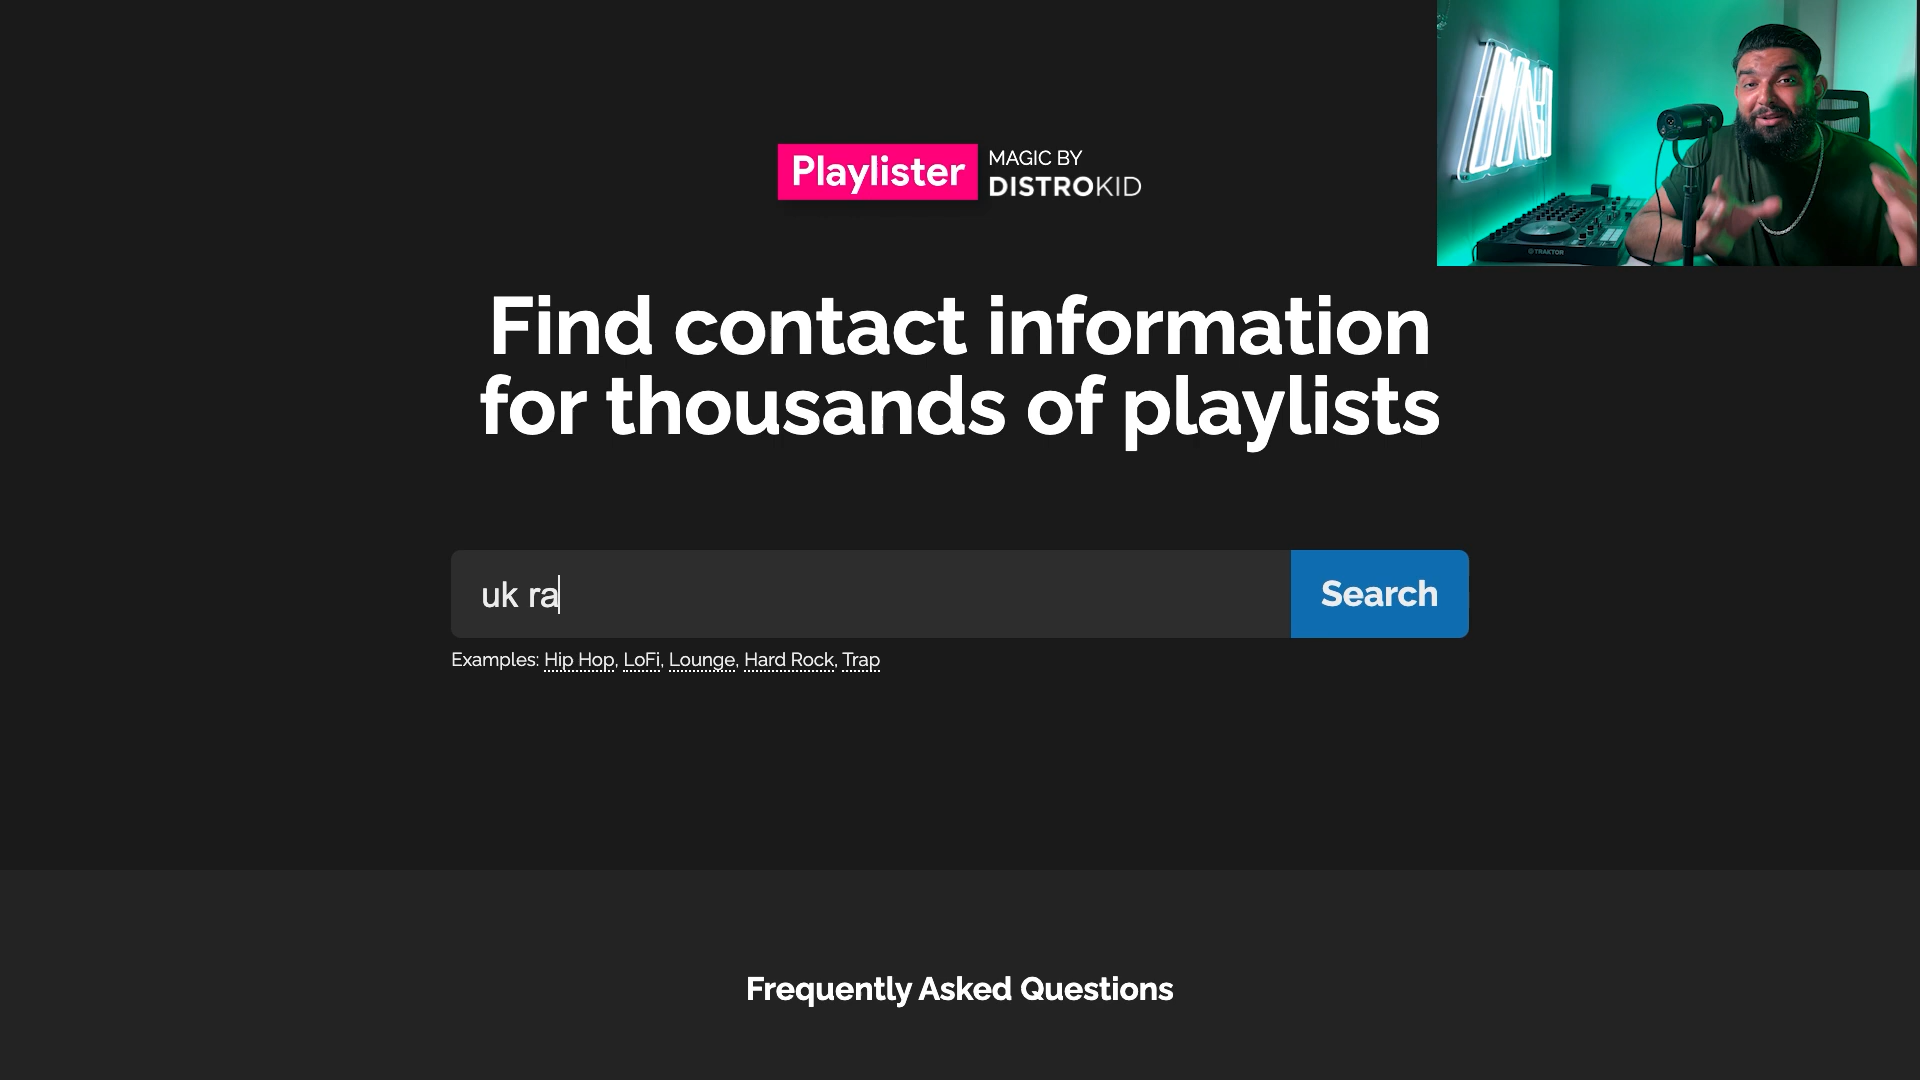 Playlister
MAGIC BY
DISTROKID
TRAKTOR
Find contact information
for thousands of playlists
uk ra
Search
Examples: Hip Hop, LoFi, Lounge, Hard Rock, Trap
Frequently Asked Questions